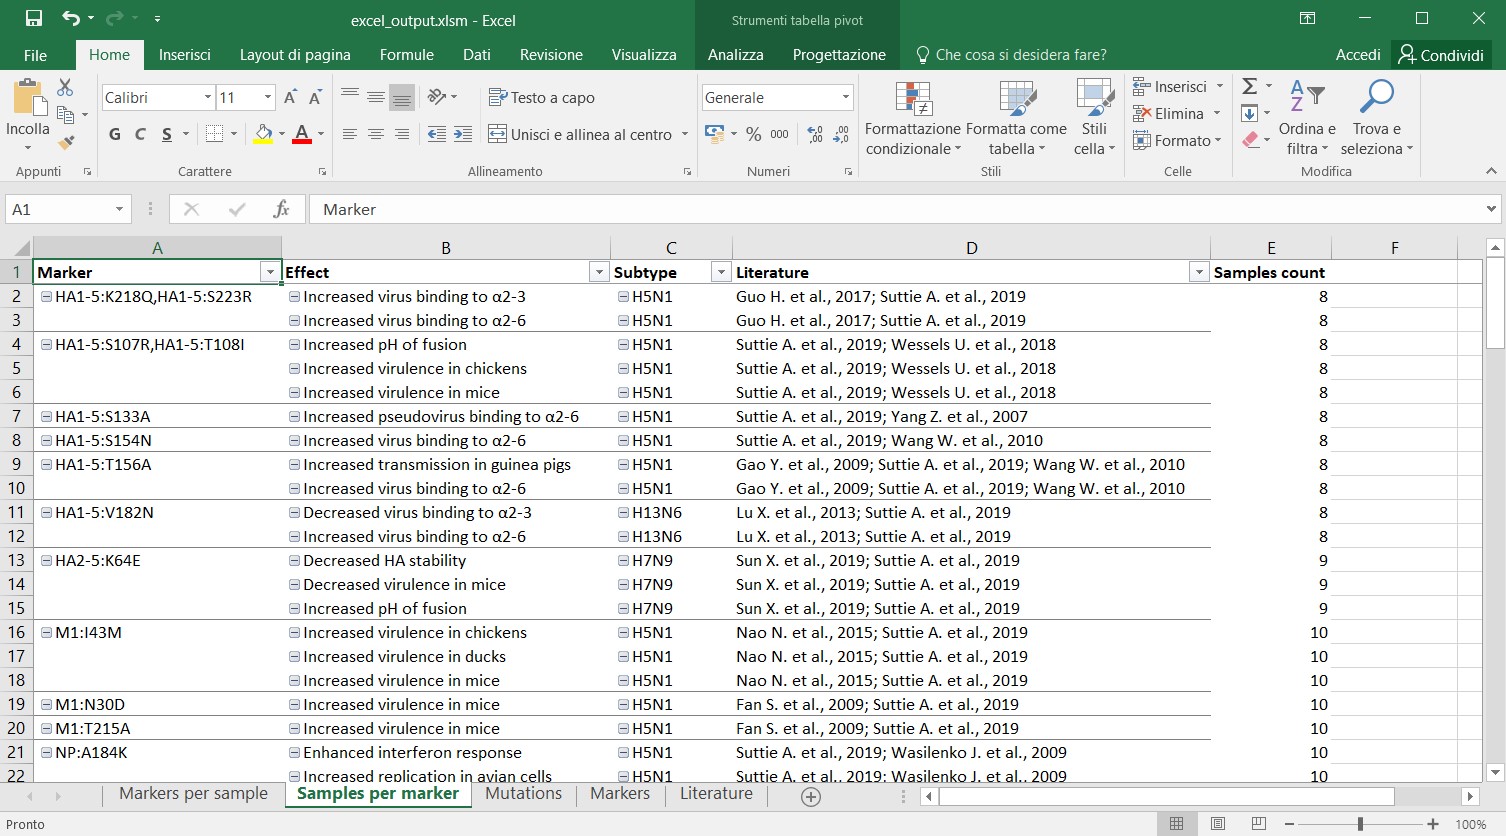 excel_output.xlsm - Excel
Strumenti tabella pivot
File Home Inserisci Layout di pagina Formule Dati Revisione Visualizza Analizza Progettazione Che cosa si desidera fare? Accedi Condividi
Incolla
Appunti
Calibri 11
G C S
Carattere
Testo a capo
Unisci e allinea al centro
Allineamento
Generale
% 000
Numeri
Formattazione condizionale
Formatta come tabella
Stili cella
Stili
Inserisci
Elimina
Formato
Celle
Ordina e filtra
Trova e seleziona
Modifica
A1 fx Marker
A B C D E F
1 Marker Effect Subtype Literature Samples count
2 HA1-5:K218Q,HA1-5:S223R Increased virus binding to α2-3 H5N1 Guo H. et al., 2017; Suttie A. et al., 2019 8
3 Increased virus binding to α2-6 H5N1 Guo H. et al., 2017; Suttie A. et al., 2019 8
4 HA1-5:S107R,HA1-5:T108I Increased pH of fusion H5N1 Suttie A. et al., 2019; Wessels U. et al., 2018 8
5 Increased virulence in chickens H5N1 Suttie A. et al., 2019; Wessels U. et al., 2018 8
6 Increased virulence in mice H5N1 Suttie A. et al., 2019; Wessels U. et al., 2018 8
7 HA1-5:S133A Increased pseudovirus binding to α2-6 H5N1 Suttie A. et al., 2019; Yang Z. et al., 2007 8
8 HA1-5:S154N Increased virus binding to α2-6 H5N1 Suttie A. et al., 2019; Wang W. et al., 2010 8
9 HA1-5:T156A Increased transmission in guinea pigs H5N1 Gao Y. et al., 2009; Suttie A. et al., 2019; Wang W. et al., 2010 8
10 Increased virus binding to α2-6 H5N1 Gao Y. et al., 2009; Suttie A. et al., 2019; Wang W. et al., 2010 8
11 HA1-5:V182N Decreased virus binding to α2-3 H13N6 Lu X. et al., 2013; Suttie A. et al., 2019 8
12 Increased virus binding to α2-6 H13N6 Lu X. et al., 2013; Suttie A. et al., 2019 8
13 HA2-5:K64E Decreased HA stability H7N9 Sun X. et al., 2019; Suttie A. et al., 2019 9
14 Decreased virulence in mice H7N9 Sun X. et al., 2019; Suttie A. et al., 2019 9
15 Increased pH of fusion H7N9 Sun X. et al., 2019; Suttie A. et al., 2019 9
16 M1:I43M Increased virulence in chickens H5N1 Nao N. et al., 2015; Suttie A. et al., 2019 10
17 Increased virulence in ducks H5N1 Nao N. et al., 2015; Suttie A. et al., 2019 10
18 Increased virulence in mice H5N1 Nao N. et al., 2015; Suttie A. et al., 2019 10
19 M1:N30D Increased virulence in mice H5N1 Fan S. et al., 2009; Suttie A. et al., 2019 10
20 M1:T215A Increased virulence in mice H5N1 Fan S. et al., 2009; Suttie A. et al., 2019 10
21 NP:A184K Enhanced interferon response H5N1 Suttie A. et al., 2019; Wasilenko J. et al., 2009 10
22 Increased replication in avian cells H5N1 Suttie A. et al., 2019; Wasilenko J. et al., 2009 10
Markers per sample Samples per marker Mutations Markers Literature
Pronto 100%